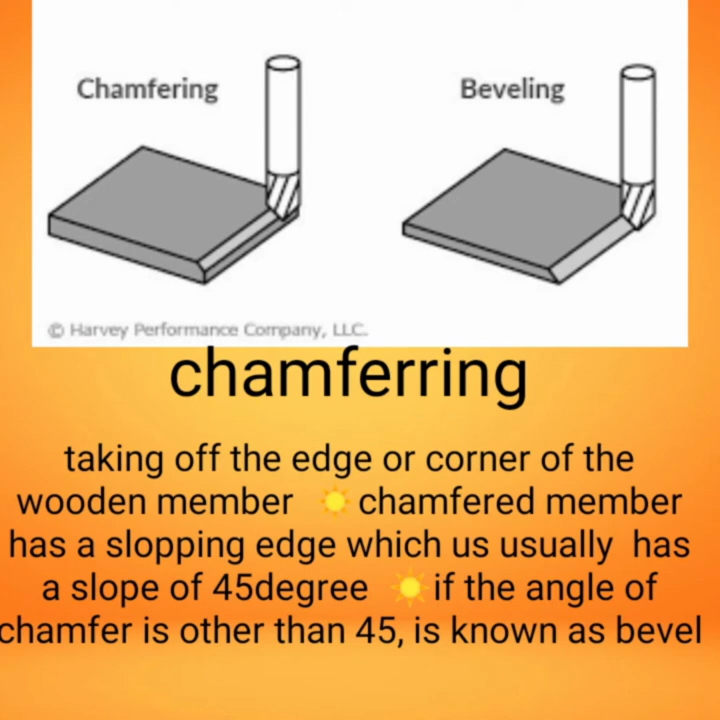 Chamfering
Beveling
© Harvey Performance Company, LLC.
chamferring
taking off the edge or corner of the
wooden member ☀ chamfered member
has a slopping edge which us usually has
a slope of 45degree ☀ if the angle of
chamfer is other than 45, is known as bevel